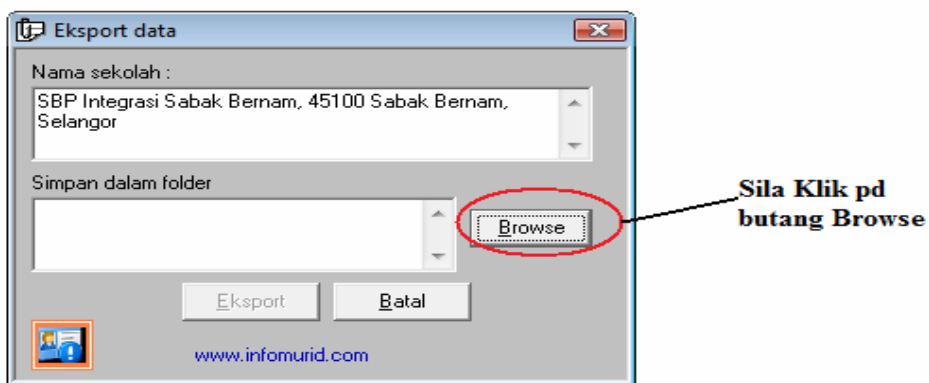 Eksport data
Nama sekolah :
SBP Integrasi Sabak Bernam, 45100 Sabak Bernam,
Selangor
Simpan dalam folder
Browse
Sila Klik pd
butang Browse
Eksport
Batal
www.infomurid.com